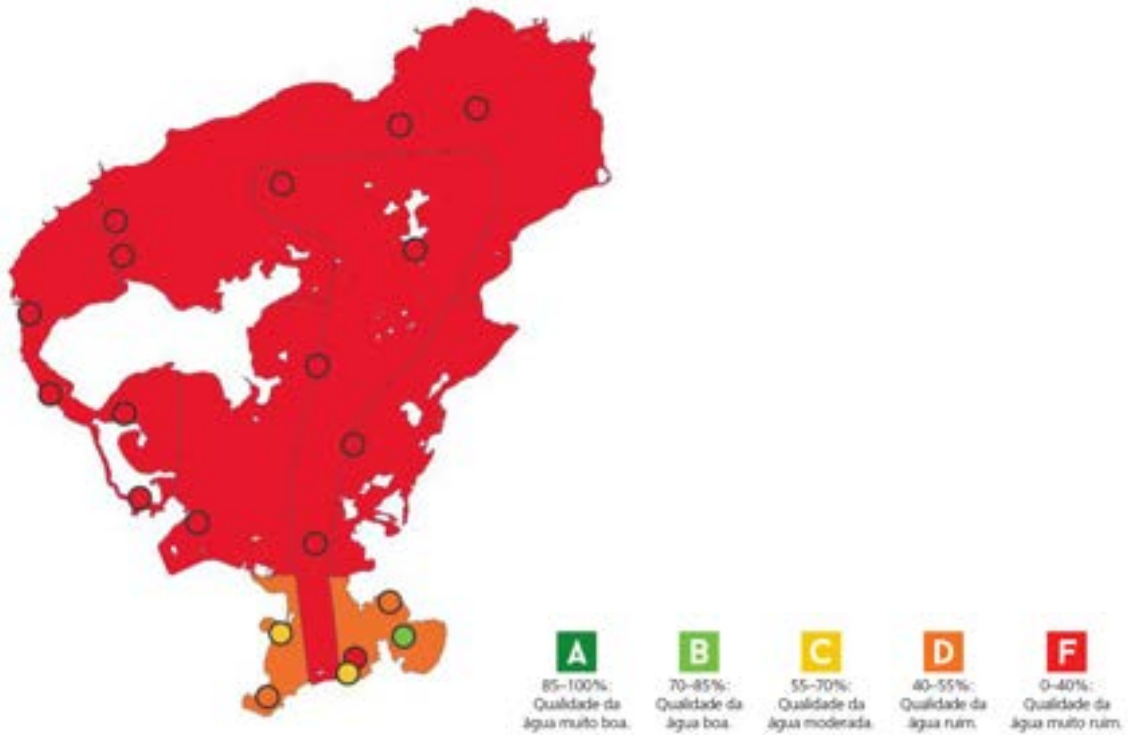 A B C D F
85–100%: 70–85%: 55–70%: 40–55%: 0–40%:
Qualidade da Qualidade da Qualidade da Qualidade da Qualidade da
água muito boa. água boa. água moderada. água ruim. água muito ruim.